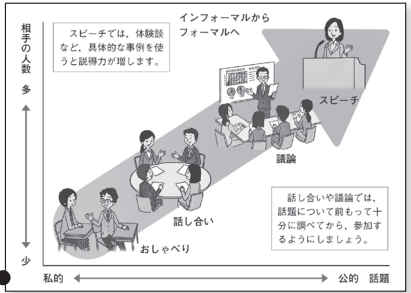 インフォーマルから
フォーマルへ
相手の人数 多
少
スピーチでは,体験談
など,具体的な事例を使
うと説得力が増します。
スピーチ
議論
話し合い
おしゃべり
話し合いや議論では,
話題について前もって十
分に調べてから,参加す
るようにしましょう。
私的
公的 話題